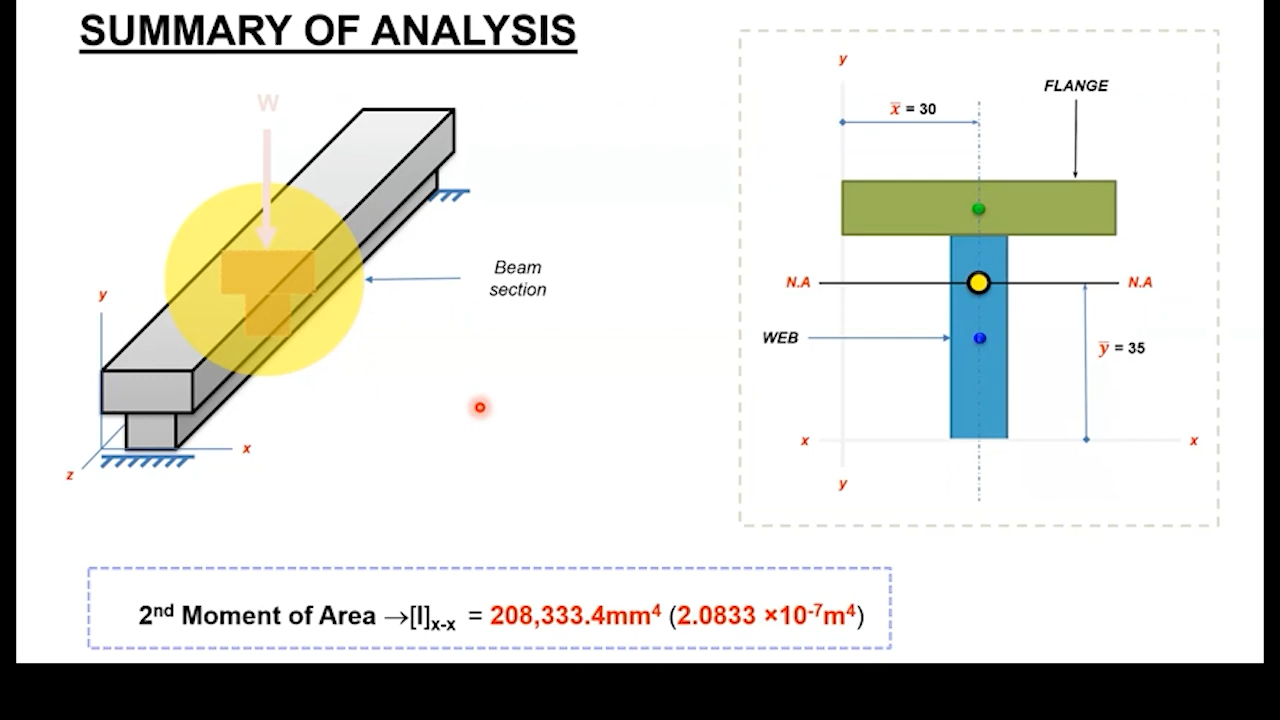 SUMMARY OF ANALYSIS
W
Beam
section
y
x
z
y
x̄ = 30
FLANGE
N.A
N.A
WEB
ȳ = 35
x
x
y
2nd Moment of Area →[I]x-x = 208,333.4mm⁴ (2.0833 ×10⁻⁷m⁴)